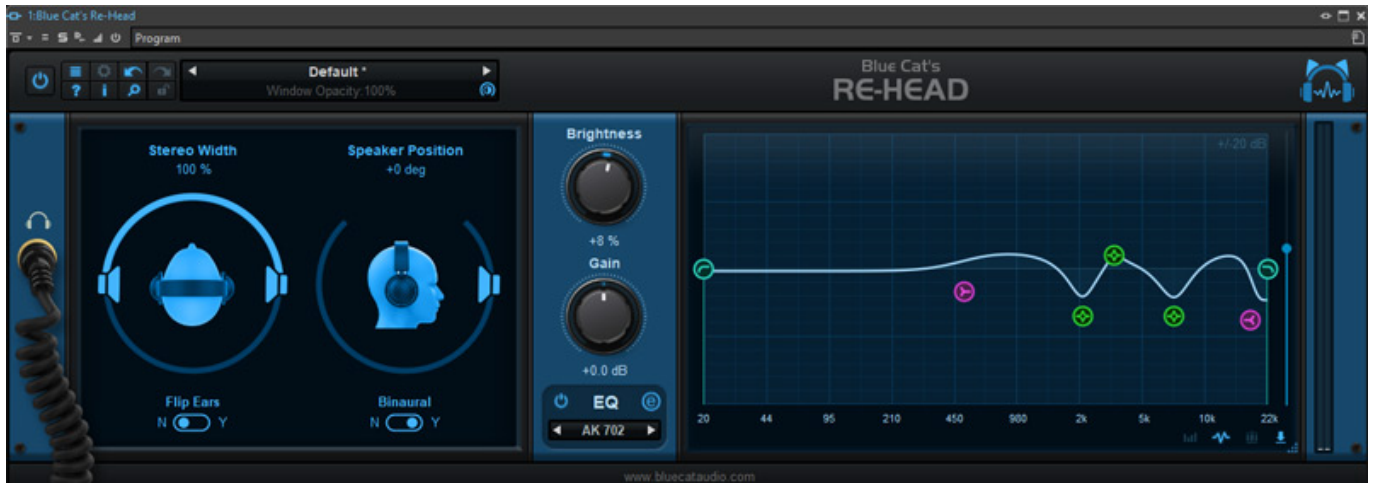 1:Blue Cat's Re-Head
Program
Default *
Window Opacity:100%
Blue Cat's
RE-HEAD
Stereo Width
100 %
Speaker Position
+0 deg
Flip Ears
N Y
Binaural
N Y
Brightness
+8 %
Gain
+0.0 dB
EQ
AK 702
+/-20 dB
20 44 95 210 450 980 2k 5k 10k 22k
www.bluecataudio.com